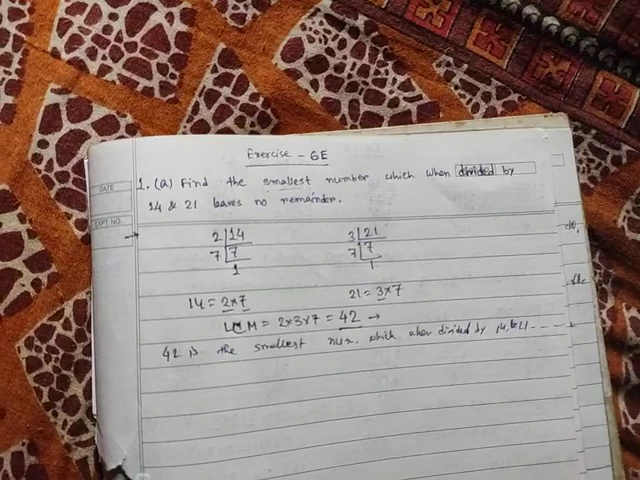 Exercise - 6E
DATE
1. (a) Find the smallest number which when divided by
14 & 21 leaves no remainder.
EXPT. NO.
2 14 3 21
7 7 7 7
1 1
14 = 2x7 21 = 3x7
LCM = 2x3x7 = 42 →
42 is the smallest num. which when divided by 14, &21 - - - -